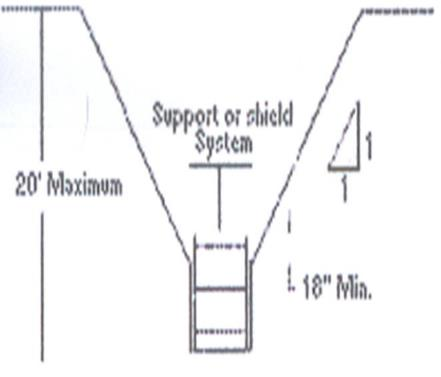 Support or shield
System
20' Maximum
1
1
18" Min.